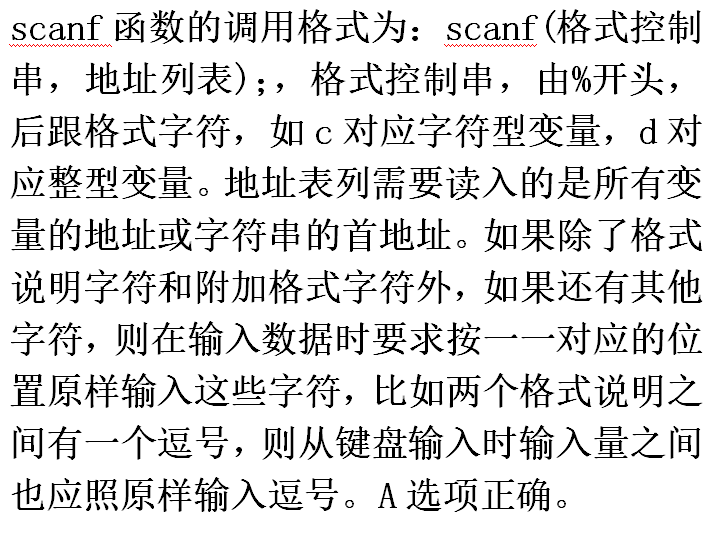 scanf函数的调用格式为：scanf(格式控制
串，地址列表);，格式控制串，由%开头，
后跟格式字符，如c对应字符型变量，d对
应整型变量。地址表列需要读入的是所有变
量的地址或字符串的首地址。如果除了格式
说明字符和附加格式字符外，如果还有其他
字符，则在输入数据时要求按一一对应的位
置原样输入这些字符，比如两个格式说明之
间有一个逗号，则从键盘输入时输入量之间
也应照原样输入逗号。A选项正确。